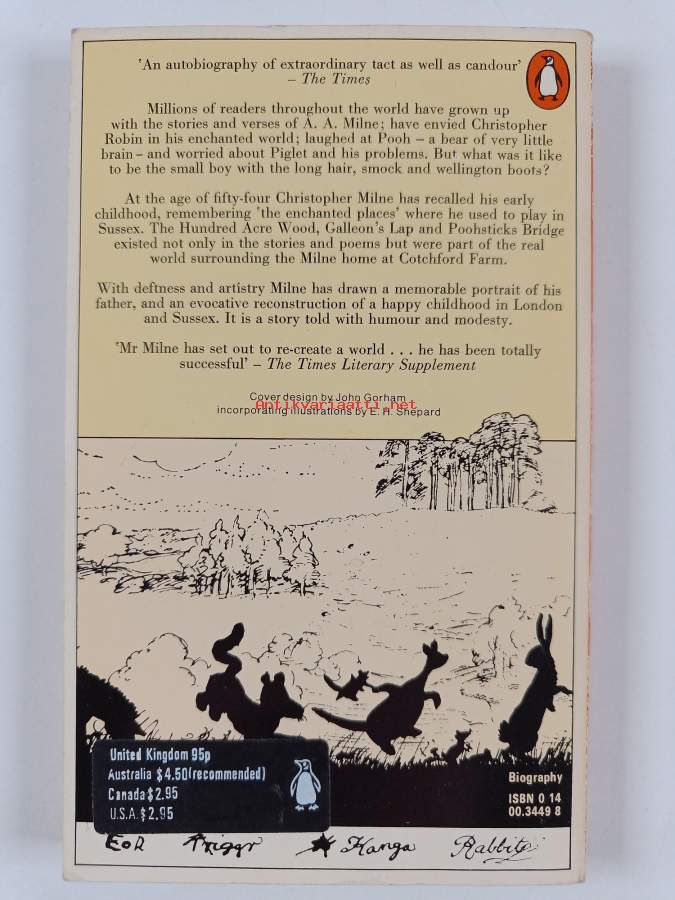 'An autobiography of extraordinary tact as well as candour'
– The Times
Millions of readers throughout the world have grown up
with the stories and verses of A. A. Milne; have envied Christopher
Robin in his enchanted world; laughed at Pooh – a bear of very little
brain – and worried about Piglet and his problems. But what was it like
to be the small boy with the long hair, smock and wellington boots?
At the age of fifty-four Christopher Milne has recalled his early
childhood, remembering 'the enchanted places' where he used to play in
Sussex. The Hundred Acre Wood, Galleon's Lap and Poohsticks Bridge
existed not only in the stories and poems but were part of the real
world surrounding the Milne home at Cotchford Farm.
With deftness and artistry Milne has drawn a memorable portrait of his
father, and an evocative reconstruction of a happy childhood in London
and Sussex. It is a story told with humour and modesty.
'Mr Milne has set out to re-create a world . . . he has been totally
successful' – The Times Literary Supplement
Cover design by John Gorham
Antikvariaatti.net
incorporating illustrations by E. H. Shepard
United Kingdom 95p
Australia $4.50 (recommended)
Canada $2.95
U.S.A. $2.95
Biography
ISBN 0 14
00.3449 8
EoR Kanga Rabbit